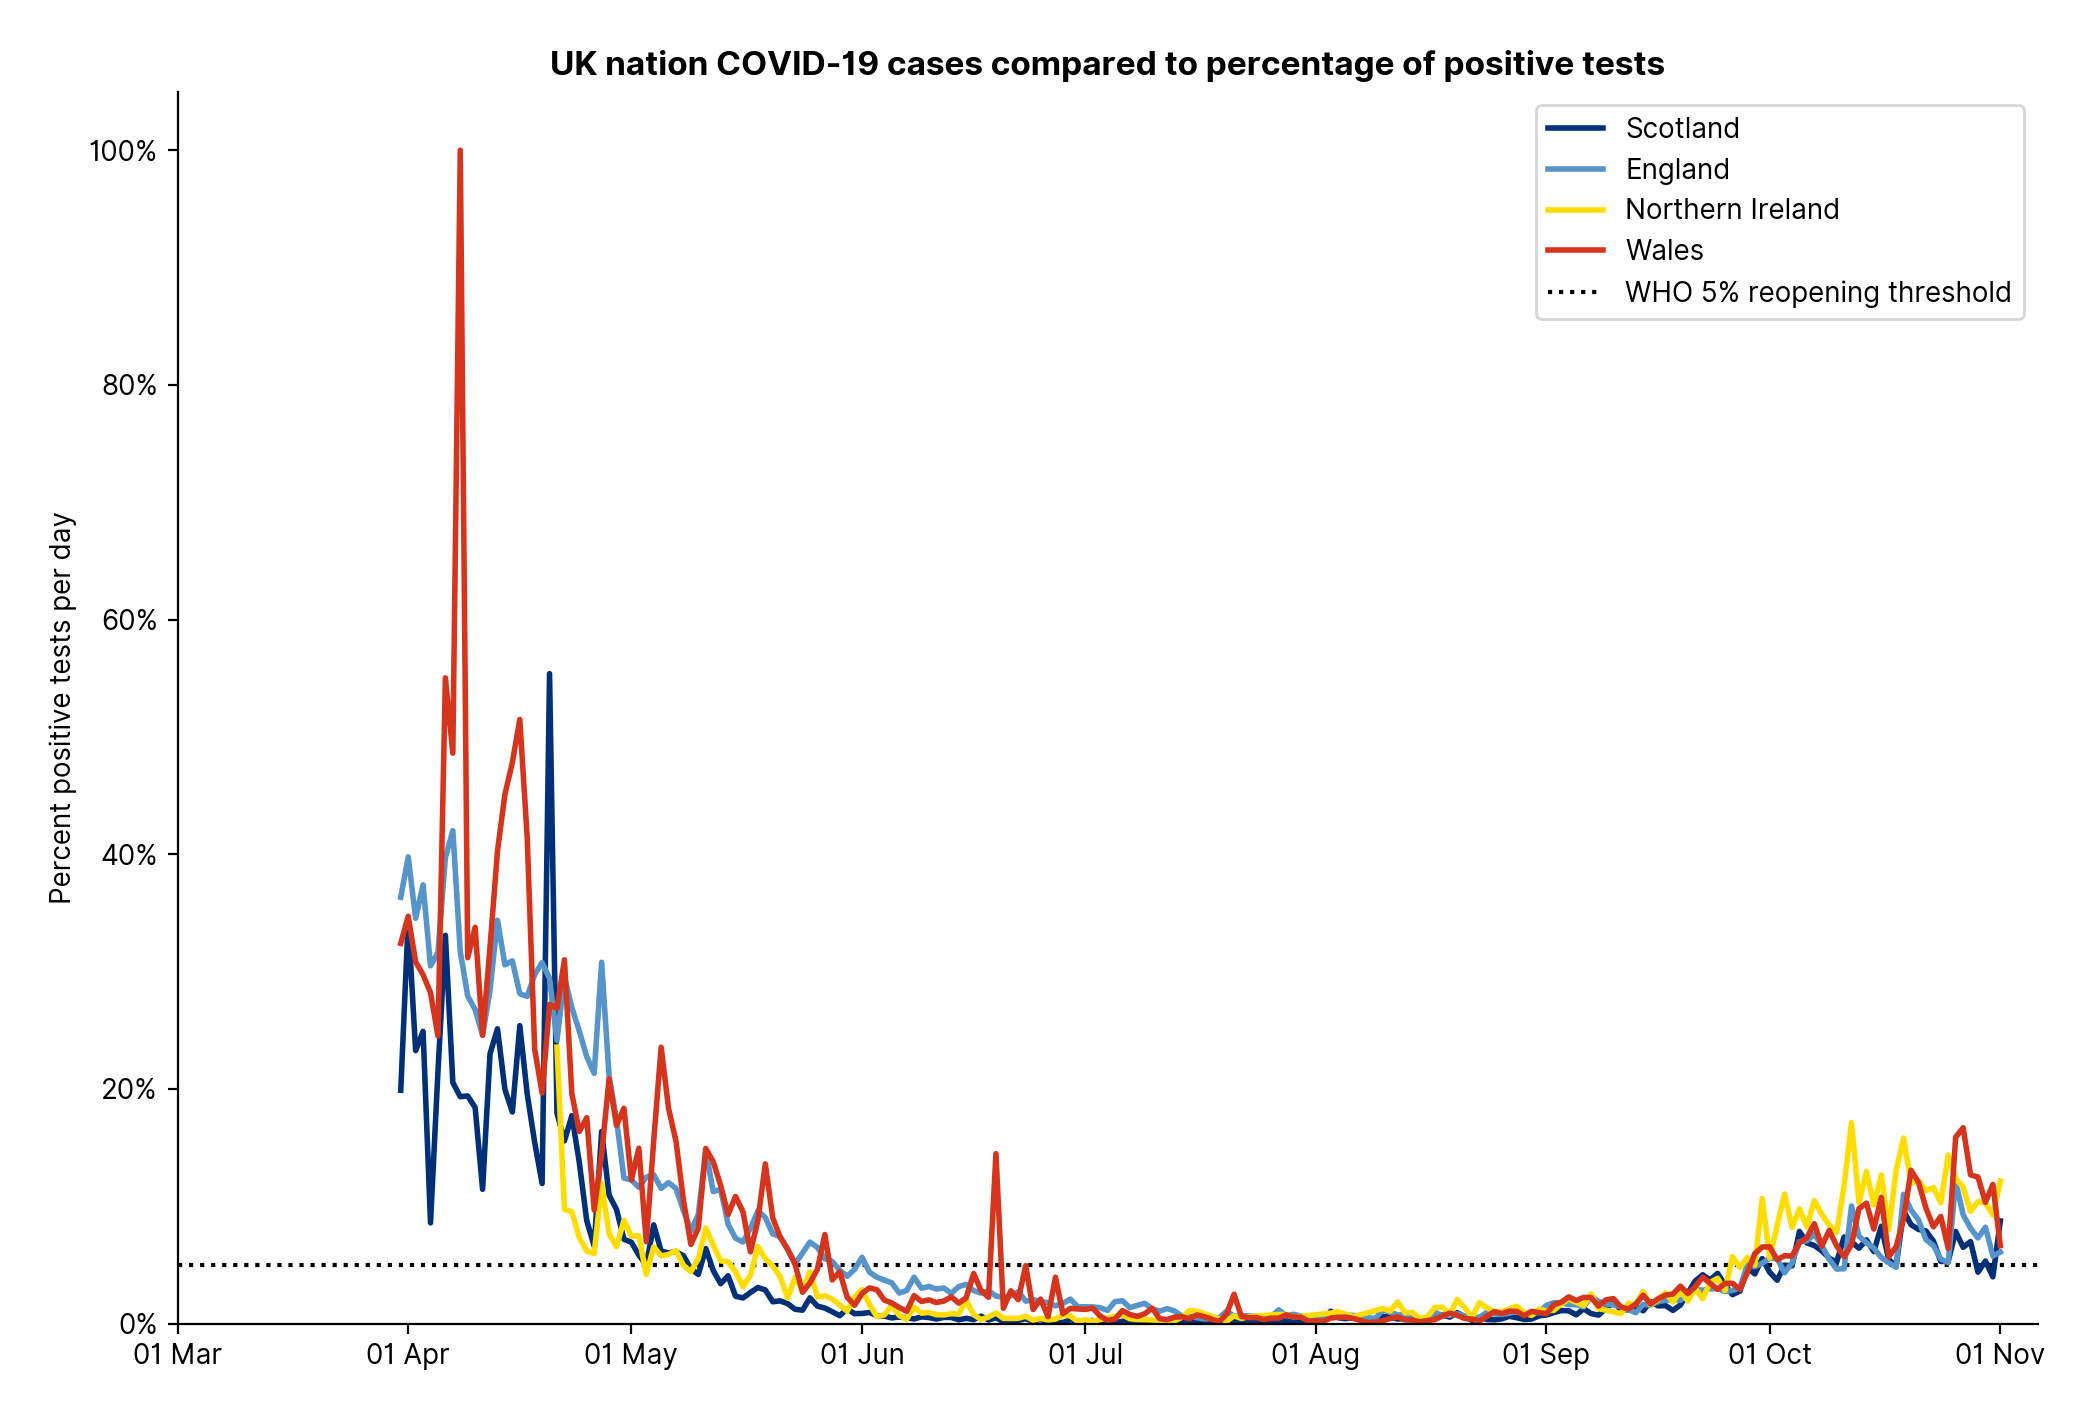 UK nation COVID-19 cases compared to percentage of positive tests
100%
80%
60%
40%
20%
0%
Percent positive tests per day
Scotland
England
Northern Ireland
Wales
WHO 5% reopening threshold
01 Mar
01 Apr
01 May
01 Jun
01 Jul
01 Aug
01 Sep
01 Oct
01 Nov